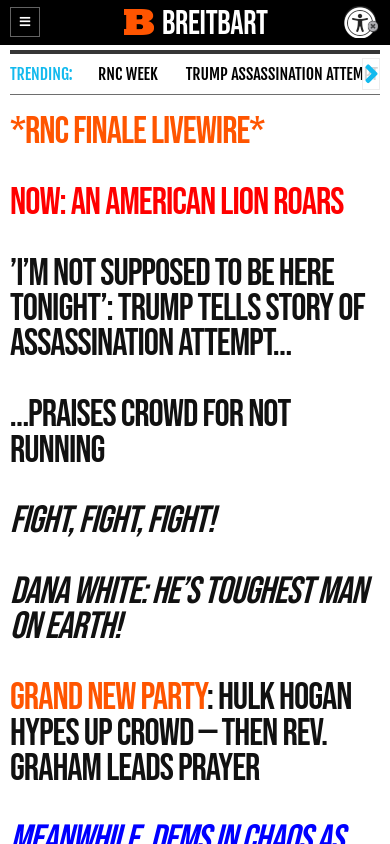 BREITBART
TRENDING:
RNC WEEK
TRUMP ASSASSINATION
*RNC FINALE LIVEWIRE*
NOW: AN AMERICAN LION ROARS
’I’M NOT SUPPOSED TO BE HERE
TONIGHT’: TRUMP TELLS STORY OF
ASSASSINATION ATTEMPT...
...PRAISES CROWD FOR NOT
RUNNING
FIGHT, FIGHT, FIGHT!
DANA WHITE: HE’S TOUGHEST MAN
ON EARTH!
GRAND NEW PARTY: HULK HOGAN
HYPES UP CROWD — THEN REV.
GRAHAM LEADS PRAYER
MEANWHILE, DEMS IN CHAOS AS